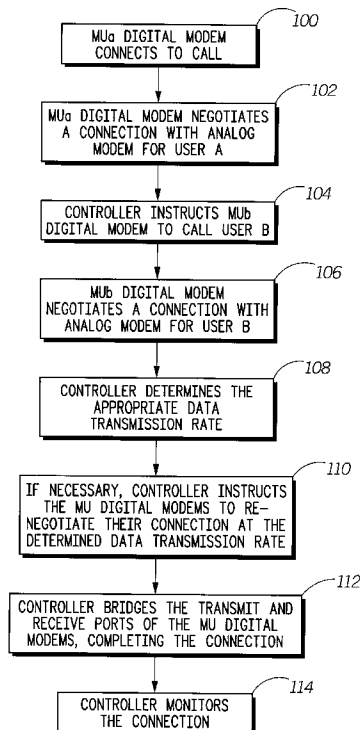 100
MUa DIGITAL MODEM
CONNECTS TO CALL
102
MUa DIGITAL MODEM NEGOTIATES
A CONNECTION WITH ANALOG
MODEM FOR USER A
104
CONTROLLER INSTRUCTS MUb
DIGITAL MODEM TO CALL USER B
106
MUb DIGITAL MODEM
NEGOTIATES A CONNECTION WITH
ANALOG MODEM FOR USER B
108
CONTROLLER DETERMINES THE
APPROPRIATE DATA
TRANSMISSION RATE
110
IF NECESSARY, CONTROLLER INSTRUCTS
THE MU DIGITAL MODEMS TO RE-
NEGOTIATE THEIR CONNECTION AT THE
DETERMINED DATA TRANSMISSION RATE
112
CONTROLLER BRIDGES THE TRANSMIT AND
RECEIVE PORTS OF THE MU DIGITAL
MODEMS, COMPLETING THE CONNECTION
114
CONTROLLER MONITORS
THE CONNECTION